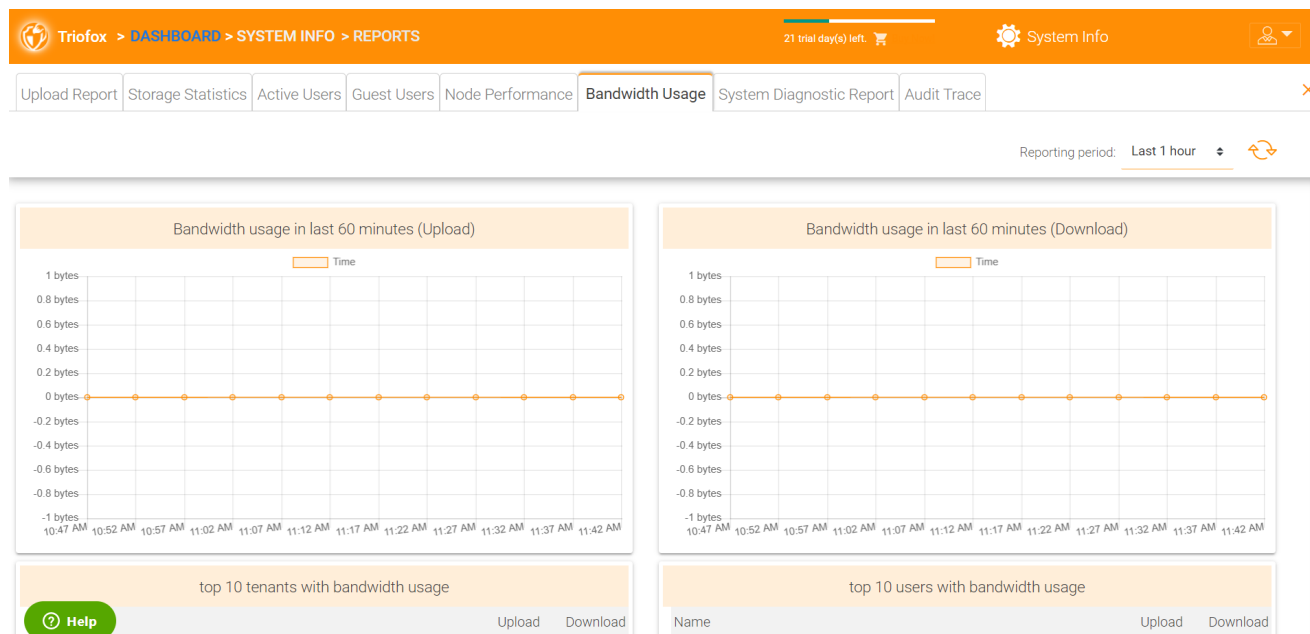 Triofox > DASHBOARD > SYSTEM INFO > REPORTS
21 trial day(s) left.
System Info
Upload Report Storage Statistics Active Users Guest Users Node Performance Bandwidth Usage System Diagnostic Report Audit Trace
Reporting period: Last 1 hour
Bandwidth usage in last 60 minutes (Upload)
Time
1 bytes
0.8 bytes
0.6 bytes
0.4 bytes
0.2 bytes
0 bytes
-0.2 bytes
-0.4 bytes
-0.6 bytes
-0.8 bytes
-1 bytes
10:47 AM 10:52 AM 10:57 AM 11:02 AM 11:07 AM 11:12 AM 11:17 AM 11:22 AM 11:27 AM 11:32 AM 11:37 AM 11:42 AM
Bandwidth usage in last 60 minutes (Download)
Time
1 bytes
0.8 bytes
0.6 bytes
0.4 bytes
0.2 bytes
0 bytes
-0.2 bytes
-0.4 bytes
-0.6 bytes
-0.8 bytes
-1 bytes
10:47 AM 10:52 AM 10:57 AM 11:02 AM 11:07 AM 11:12 AM 11:17 AM 11:22 AM 11:27 AM 11:32 AM 11:37 AM 11:42 AM
top 10 tenants with bandwidth usage
Upload Download
top 10 users with bandwidth usage
Name Upload Download
? Help